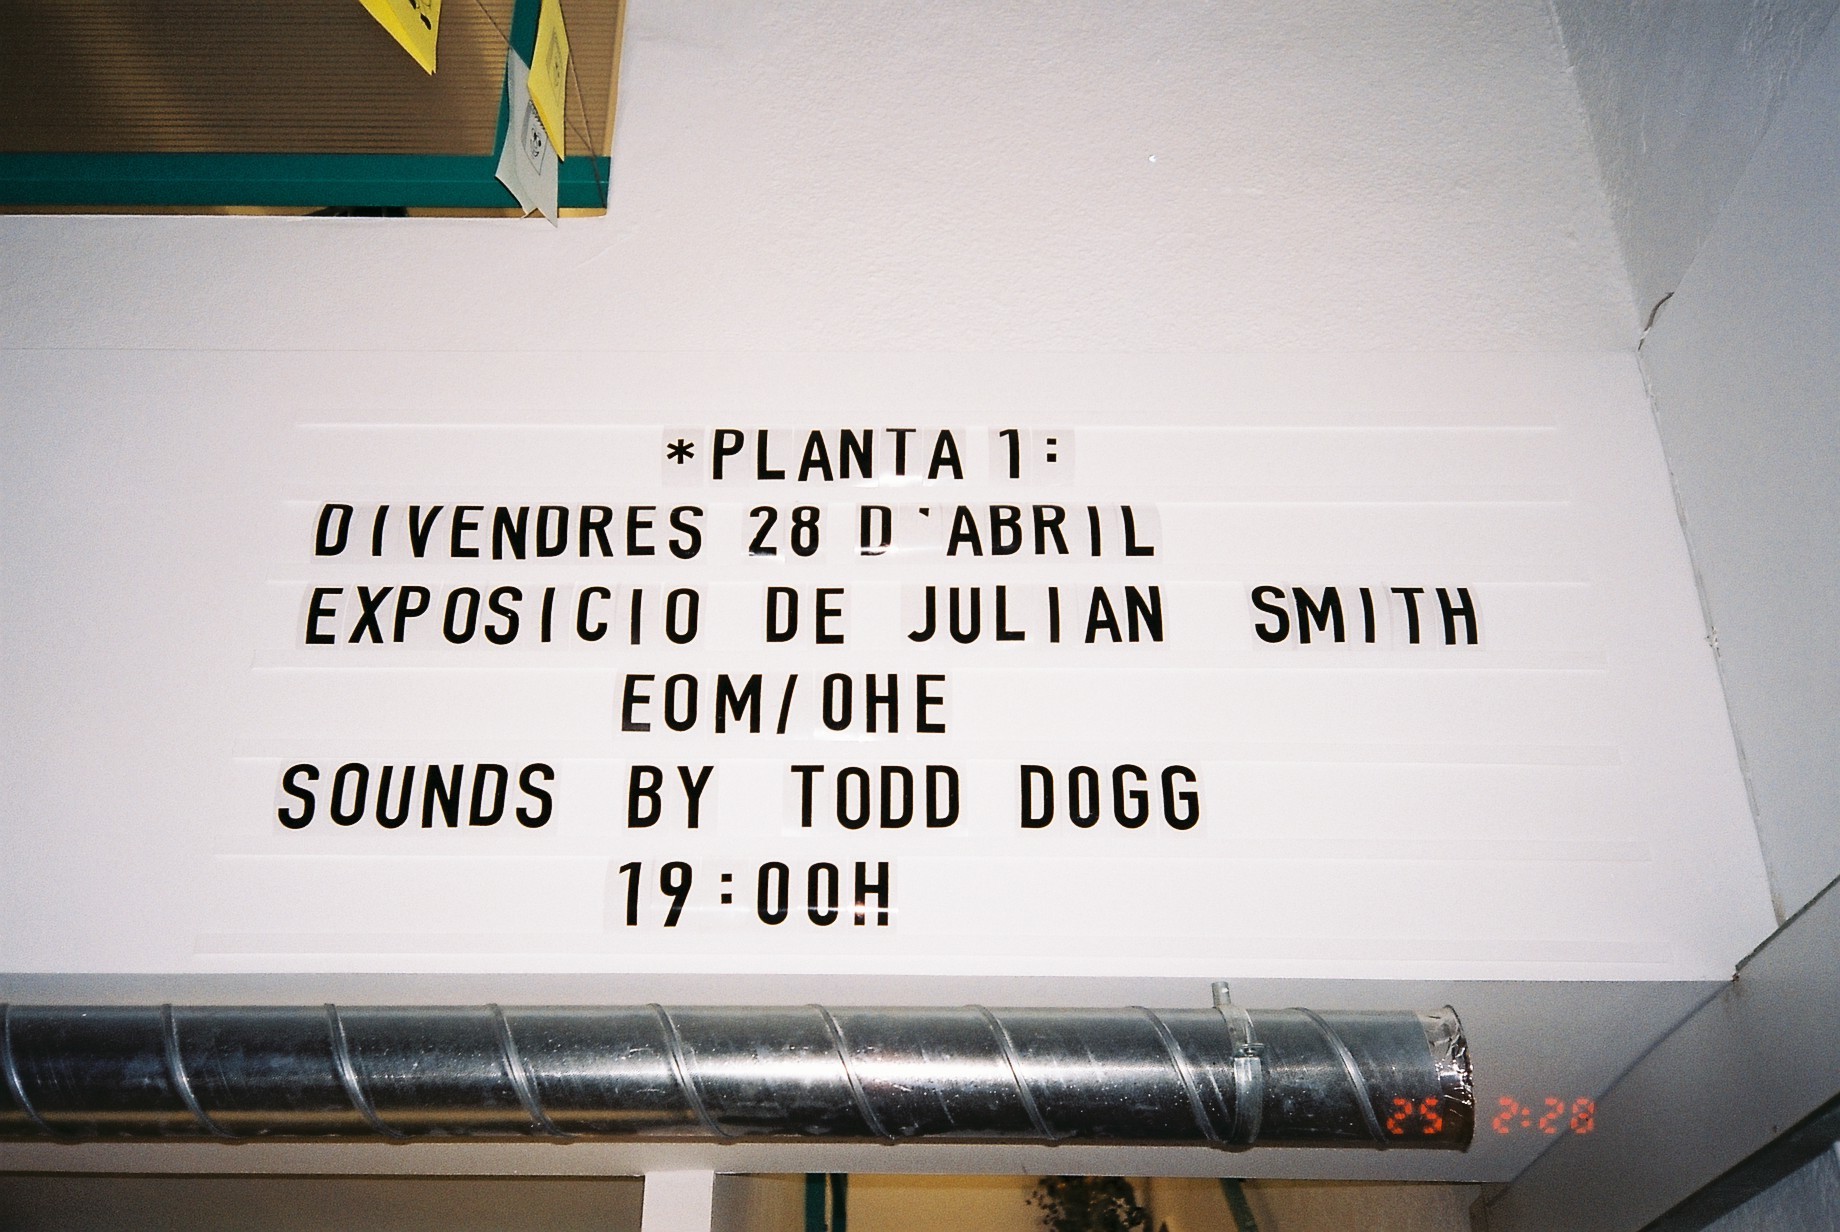 *PLANTA 1:
DIVENDRES 28 D'ABRIL
EXPOSICIO DE JULIAN SMITH
EOM/OHE
SOUNDS BY TODD DOGG
19:00H
25 2:28